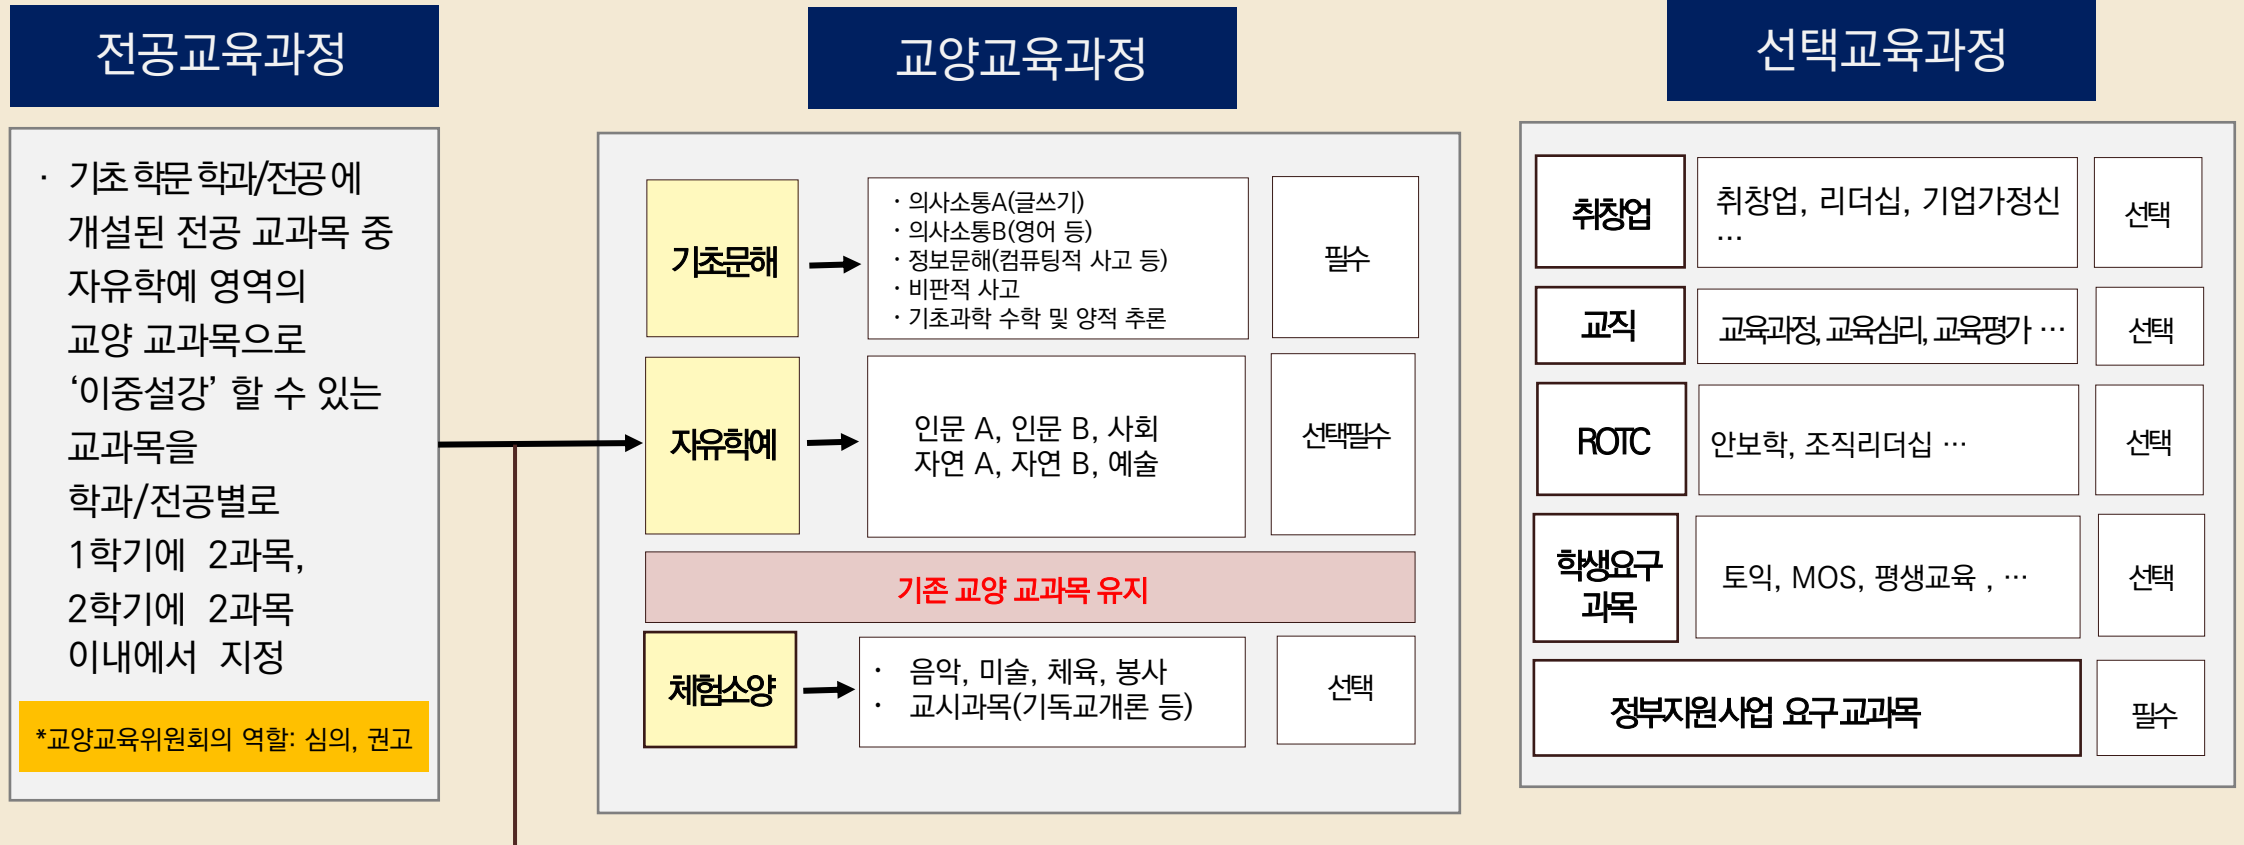 전공교육과정
· 기초 학문 학과/전공에
개설된 전공 교과목 중
자유학예 영역의
교양 교과목으로
‘이중설강’ 할 수 있는
교과목을
학과/전공별로
1학기에 2과목,
2학기에 2과목
이내에서 지정
*교양교육위원회의 역할: 심의, 권고
교양교육과정
기초문해
· 의사소통A(글쓰기)
· 의사소통B(영어 등)
· 정보문해(컴퓨팅적 사고 등)
· 비판적 사고
· 기초과학 수학 및 양적 추론
필수
자유학예
인문 A, 인문 B, 사회
자연 A, 자연 B, 예술
선택필수
기존 교양 교과목 유지
체험소양
· 음악, 미술, 체육, 봉사
· 교시과목(기독교개론 등)
선택
선택교육과정
취창업
취창업, 리더십, 기업가정신
…
선택
교직
교육과정, 교육심리, 교육평가 …
선택
ROTC
안보학, 조직리더십 …
선택
학생요구
과목
토익, MOS, 평생교육 , …
선택
정부지원사업 요구 교과목
필수